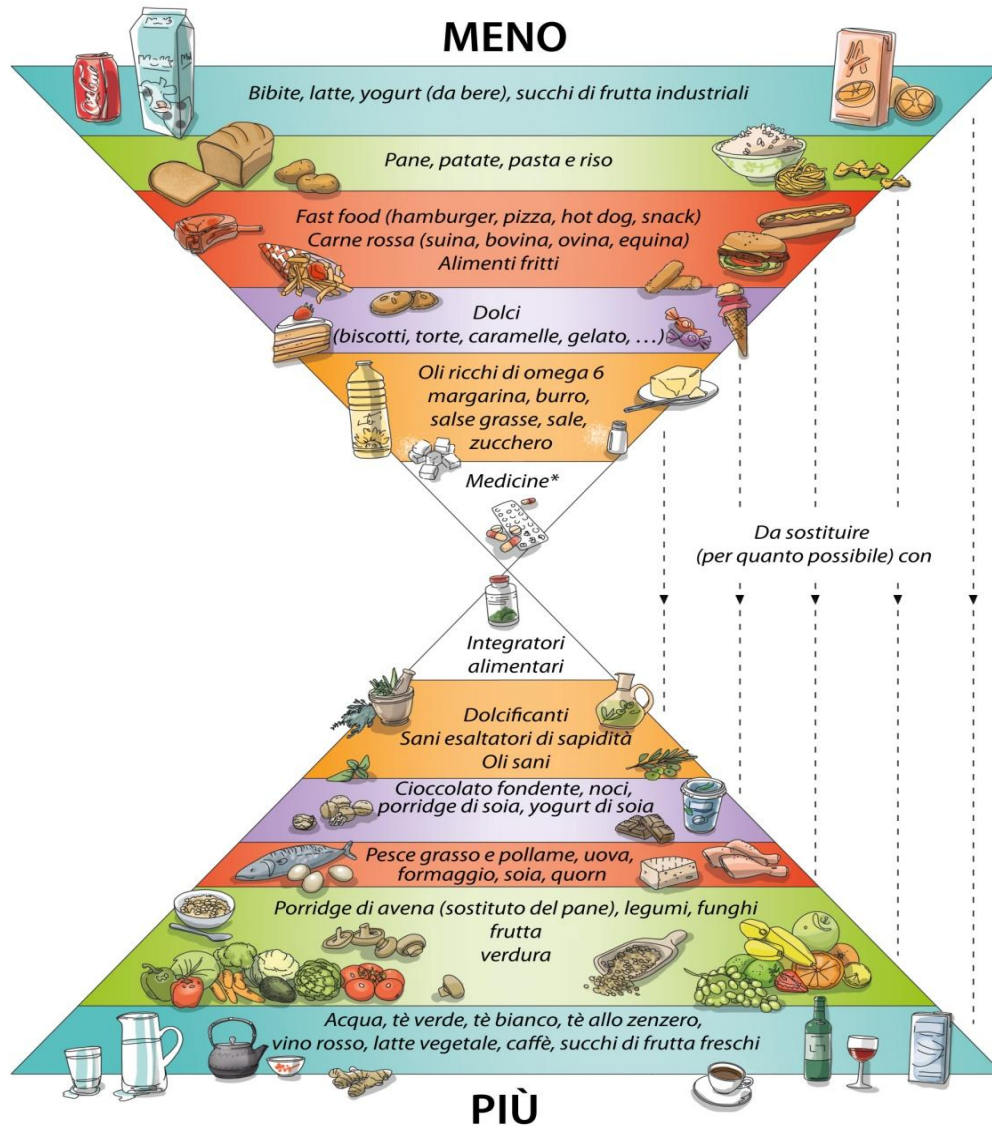 MENO
Bibite, latte, yogurt (da bere), succhi di frutta industriali
Pane, patate, pasta e riso
Fast food (hamburger, pizza, hot dog, snack)
Carne rossa (suina, bovina, ovina, equina)
Alimenti fritti
Dolci
(biscotti, torte, caramelle, gelato, …)
Oli ricchi di omega 6
margarina, burro,
salse grasse, sale,
zucchero
Medicine*
Da sostituire
(per quanto possibile) con
Integratori
alimentari
Dolcificanti
Sani esaltatori di sapidità
Oli sani
Cioccolato fondente, noci,
porridge di soia, yogurt di soia
Pesce grasso e pollame, uova,
formaggio, soia, quorn
Porridge di avena (sostituto del pane), legumi, funghi
frutta
verdura
Acqua, tè verde, tè bianco, tè allo zenzero,
vino rosso, latte vegetale, caffè, succhi di frutta freschi
PIÙ